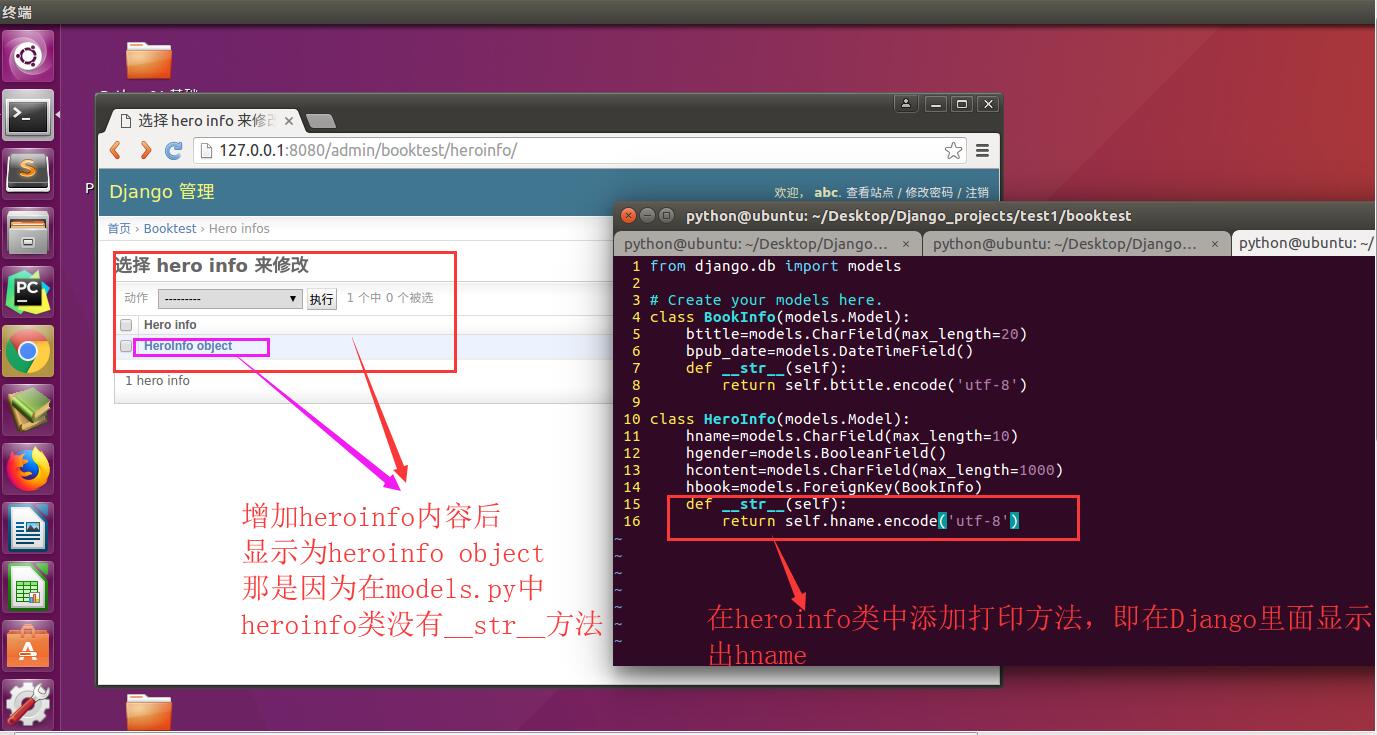 终端
P
选择 hero info 来修改
127.0.0.1:8080/admin/booktest/heroinfo/
Django 管理
欢迎， abc. 查看站点 / 修改密码 / 注销
首页 › Booktest › Hero infos
选择 hero info 来修改
动作 --------- 执行 1 个中 0 个被选
Hero info
HeroInfo object
1 hero info
增加heroinfo内容后
显示为heroinfo object
那是因为在models.py中
heroinfo类没有__str__方法
python@ubuntu: ~/Desktop/Django_projects/test1/booktest
python@ubuntu: ~/Desktop/Django... × python@ubuntu: ~/Desktop/Django... × python@ubuntu: ~/
1 from django.db import models
2
3 # Create your models here.
4 class BookInfo(models.Model):
5     btitle=models.CharField(max_length=20)
6     bpub_date=models.DateTimeField()
7     def __str__(self):
8         return self.btitle.encode('utf-8')
9
10 class HeroInfo(models.Model):
11     hname=models.CharField(max_length=10)
12     hgender=models.BooleanField()
13     hcontent=models.CharField(max_length=1000)
14     hbook=models.ForeignKey(BookInfo)
15     def __str__(self):
16         return self.hname.encode('utf-8')
~
~
~
~
~
~
~
在heroinfo类中添加打印方法，即在Django里面显示
出hname